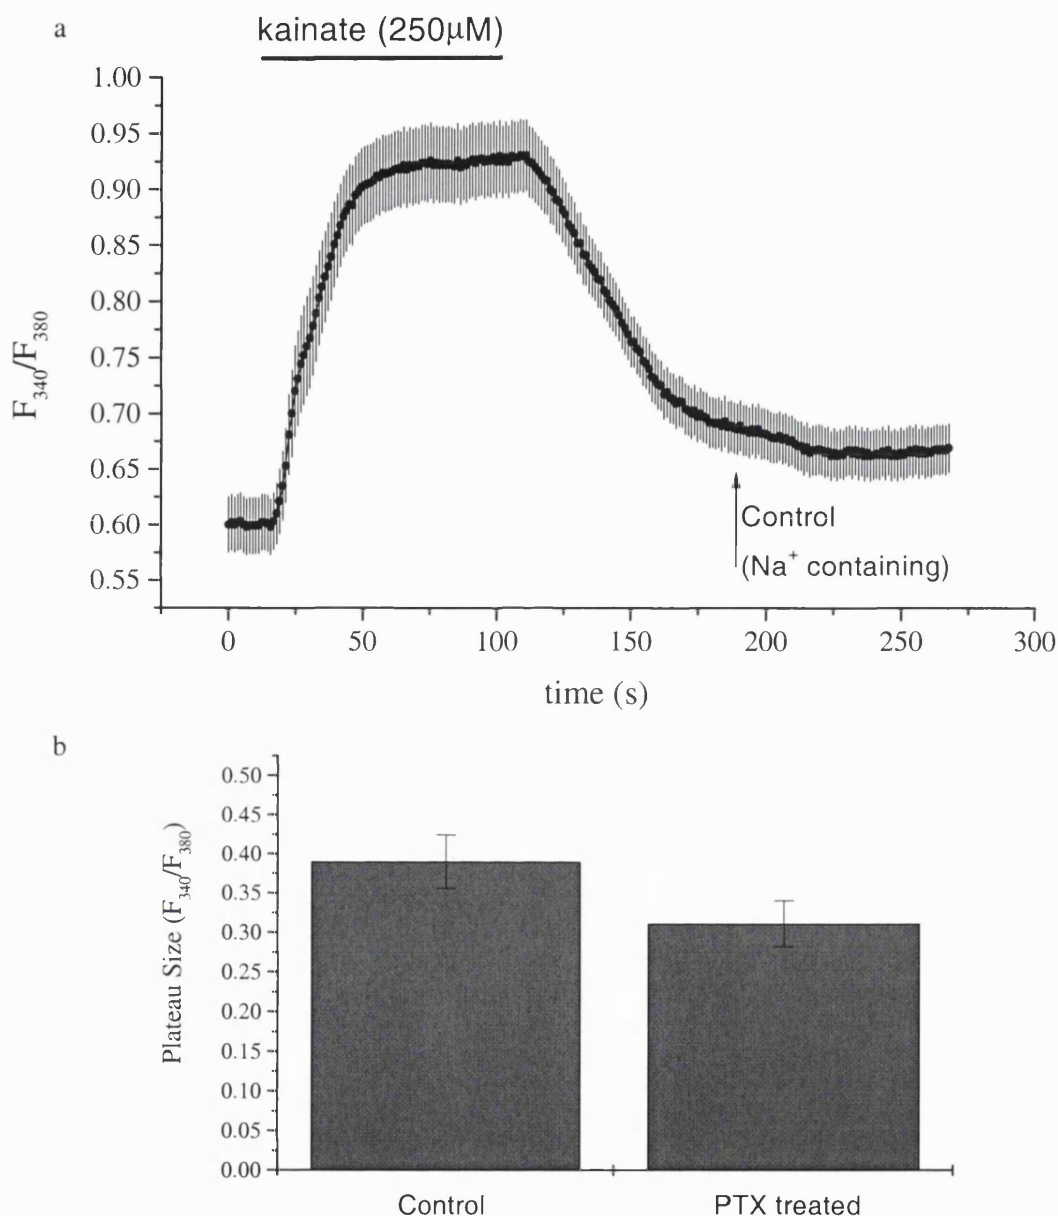 a
kainate (250µM)
1.00
0.95
0.90
0.85
0.80
0.75
0.70
0.65
0.60
0.55
F340/F380
Control
(Na+ containing)
0 50 100 150 200 250 300
time (s)
b
0.50
0.45
0.40
0.35
0.30
0.25
0.20
0.15
0.10
0.05
0.00
Plateau Size (F340/F380)
Control PTX treated